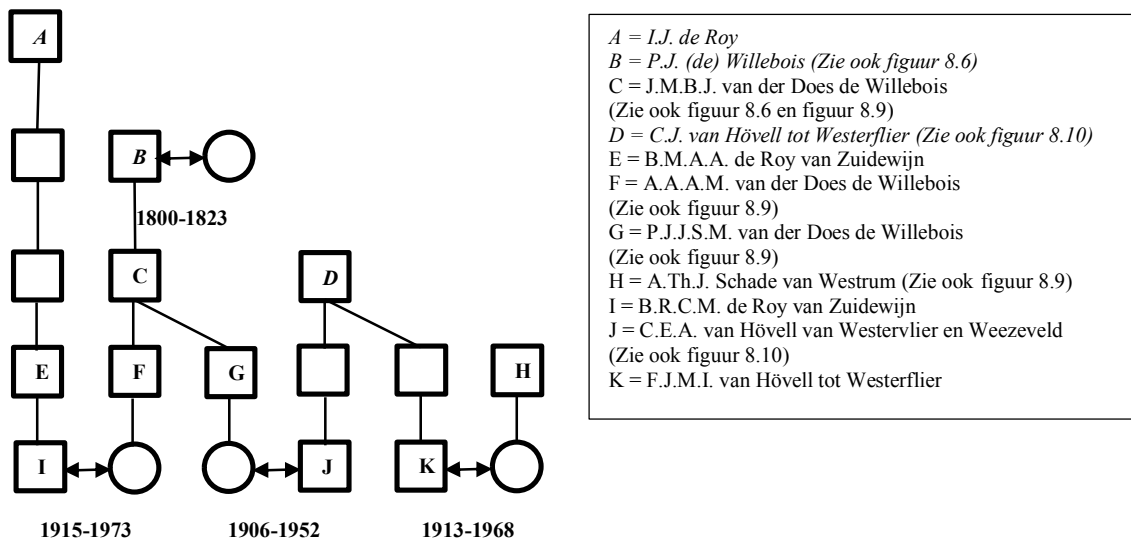 A
B
1800-1823
C
D
E
F
G
H
I
J
K
1915-1973
1906-1952
1913-1968
A = I.J. de Roy
B = P.J. (de) Willebois (Zie ook figuur 8.6)
C = J.M.B.J. van der Does de Willebois
(Zie ook figuur 8.6 en figuur 8.9)
D = C.J. van Hövell tot Westerflier (Zie ook figuur 8.10)
E = B.M.A.A. de Roy van Zuidewijn
F = A.A.A.M. van der Does de Willebois
(Zie ook figuur 8.9)
G = P.J.J.S.M. van der Does de Willebois
(Zie ook figuur 8.9)
H = A.Th.J. Schade van Westrum (Zie ook figuur 8.9)
I = B.R.C.M. de Roy van Zuidewijn
J = C.E.A. van Hövell van Westervlier en Weezeveld
(Zie ook figuur 8.10)
K = F.J.M.I. van Hövell tot Westerflier